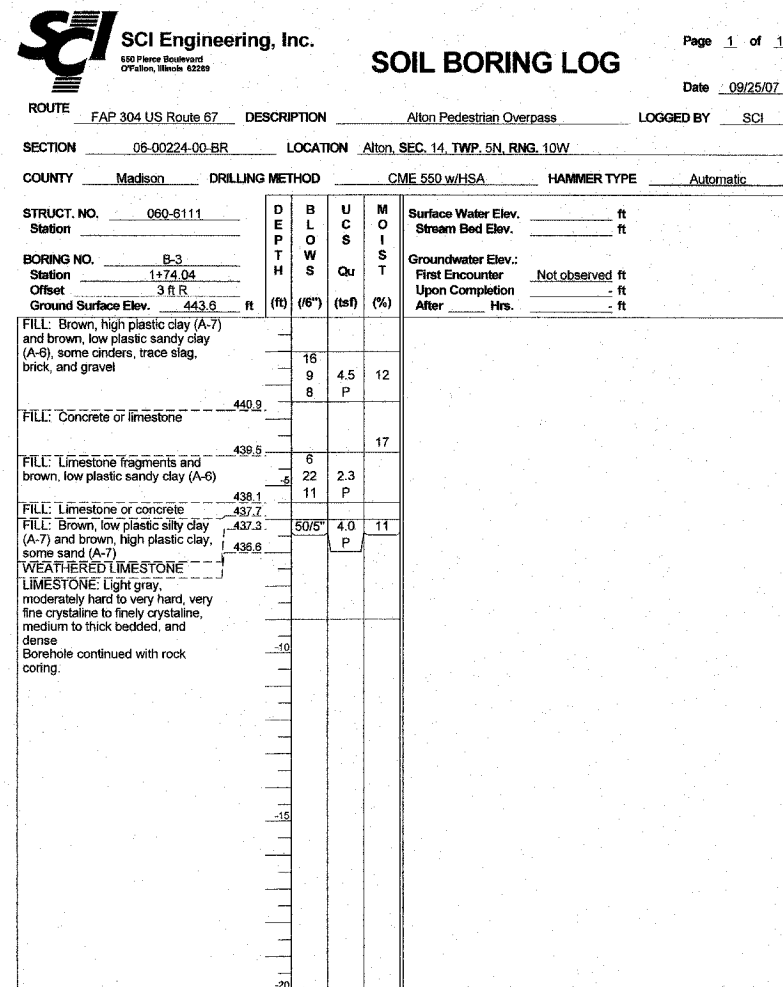 SCI
SCI Engineering, Inc.
650 Pierce Boulevard
O'Fallon, Illinois 62269
SOIL BORING LOG
Page 1 of 1
Date 09/25/07
ROUTE FAP 304 US Route 67 DESCRIPTION Alton Pedestrian Overpass LOGGED BY SCI
SECTION 06-00224-00-BR LOCATION Alton, SEC. 14, TWP. 5N, RNG. 10W
COUNTY Madison DRILLING METHOD CME 550 w/HSA HAMMER TYPE Automatic
STRUCT. NO. 060-6111
Station
BORING NO. B-3
Station 1+74.04
Offset 3 ft R
Ground Surface Elev. 443.6 ft
DEPTH (ft)
BLOWS (/6")
UCS Qu (tsf)
MOIST (%)
Surface Water Elev. ft
Stream Bed Elev. ft
Groundwater Elev.:
First Encounter Not observed ft
Upon Completion - ft
After Hrs. - ft
FILL: Brown, high plastic clay (A-7)
and brown, low plastic sandy clay
(A-6), some cinders, trace slag,
brick, and gravel
16
9 4.5 12
8 P
440.9
FILL: Concrete or limestone
17
439.5
FILL: Limestone fragments and
brown, low plastic sandy clay (A-6)
6
-5 22 2.3
11 P
438.1
FILL: Limestone or concrete 437.7
FILL: Brown, low plastic silty clay 437.3 50/5" 4.0 11
(A-7) and brown, high plastic clay, P
some sand (A-7) 436.6
WEATHERED LIMESTONE
LIMESTONE: Light gray,
moderately hard to very hard, very
fine crystaline to finely crystaline,
medium to thick bedded, and
dense
Borehole continued with rock
coring.
-10
-15
-20